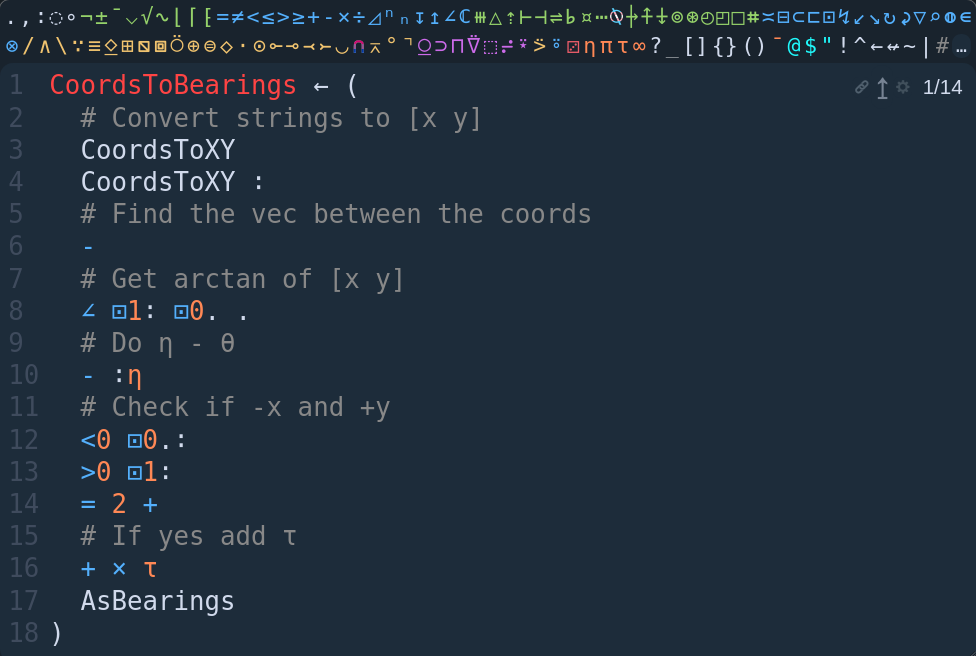 . , : ◌ ∘ ¬ ± ¯ ⌵ √ ∿ ⌊ ⌈ ⁅ = ≠ < ≤ > ≥ + - × ÷ ◿ ⁿ ₙ ↧ ↥ ∠ ℂ ⧻ △ ⇡ ⊢ ⊣ ⇌ ♭ ¤ ⋯ ⍉ ⊚ ⊛ ◴ ◰ □ ⋕ ≍ ⊟ ⊂ ⊏ ⊡ ↯ ↙ ↘ ↻ ▽ ⌕ ∊
⊗ / ∧ \ ∵ ≡ ⍚ ⊞ ⧅ ⧈ ⍥ ⊕ ⊜ ◇ · ⊙ ⟜ ⊸ ◡ ∩ ⌅ ° ⌝ ⍜ ⊃ ⊓ ⍢ ⬚ ⍣ ⚂ η π τ ∞ ? _ [ ] { } ( ) ¯ @ $ " ! ^ ← ↚ ~ | # …
1 CoordsToBearings ← ( 1/14
2 # Convert strings to [x y]
3 CoordsToXY
4 CoordsToXY :
5 # Find the vec between the coords
6 -
7 # Get arctan of [x y]
8 ∠ ⊡1: ⊡0. .
9 # Do η - θ
10 - :η
11 # Check if -x and +y
12 <0 ⊡0.:
13 >0 ⊡1:
14 = 2 +
15 # If yes add τ
16 + × τ
17 AsBearings
18 )